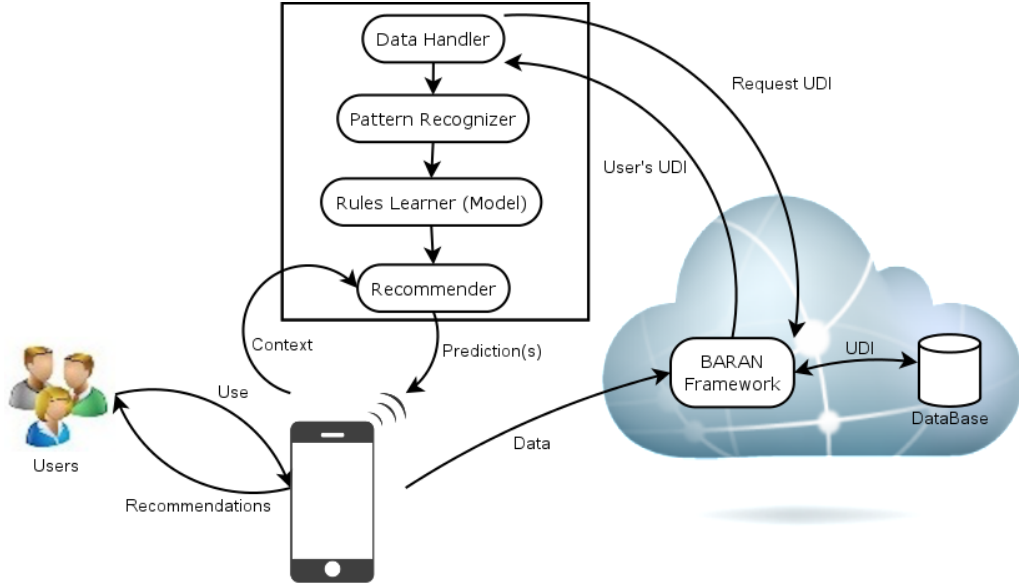 Data Handler
Request UDI
Pattern Recognizer
User's UDI
Rules Learner (Model)
Recommender
Context
Prediction(s)
BARAN
Framework
UDI
DataBase
Use
Users
Data
Recommendations